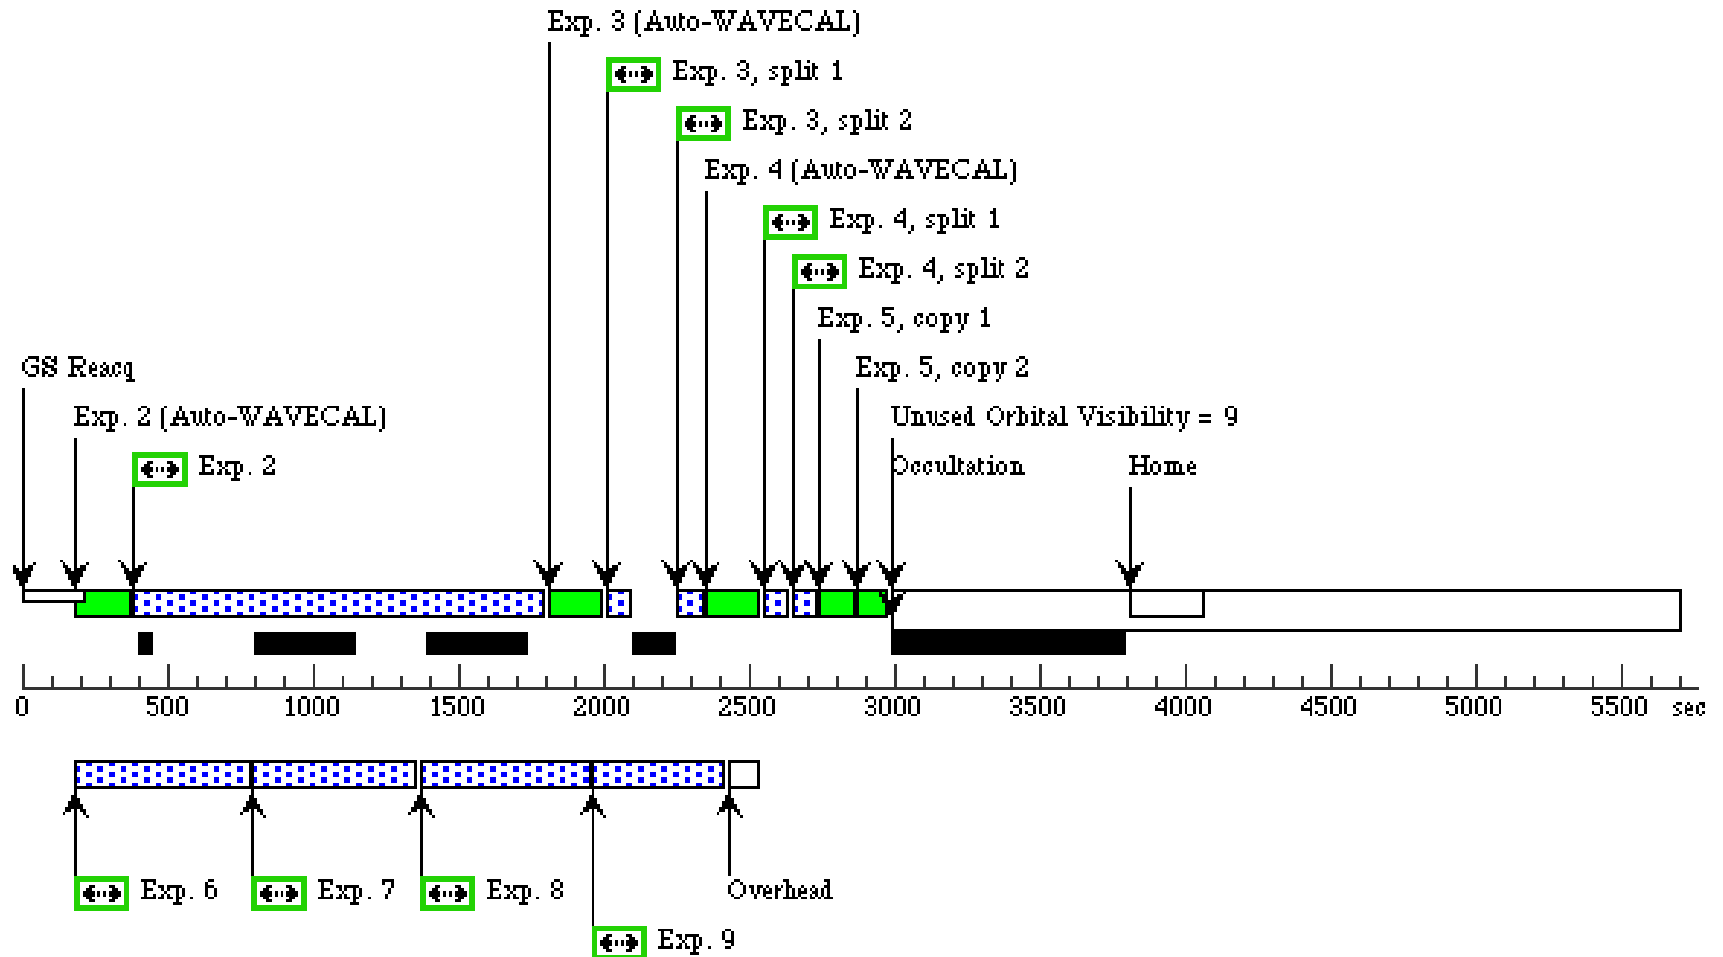 Exp. 3 (Auto-WAVECAL)
Exp. 3, split 1
Exp. 3, split 2
Exp. 4 (Auto-WAVECAL)
Exp. 4, split 1
Exp. 4, split 2
Exp. 5, copy 1
GS Reacq
Exp. 5, copy 2
Exp. 2 (Auto-WAVECAL)
Unused Orbital Visibility = 9
Exp. 2
Occultation
Home
0 500 1000 1500 2000 2500 3000 3500 4000 4500 5000 5500 sec
Exp. 6
Exp. 7
Exp. 8
Overhead
Exp. 9